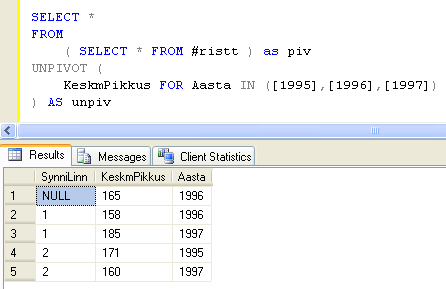 SELECT *
FROM
( SELECT * FROM #ristt ) as piv
UNPIVOT (
KeskmPikkus FOR Aasta IN ([1995],[1996],[1997])
) AS unpiv
Results Messages Client Statistics
SynniLinn KeskmPikkus Aasta
1 NULL 165 1996
2 1 158 1996
3 1 185 1997
4 2 171 1995
5 2 160 1997